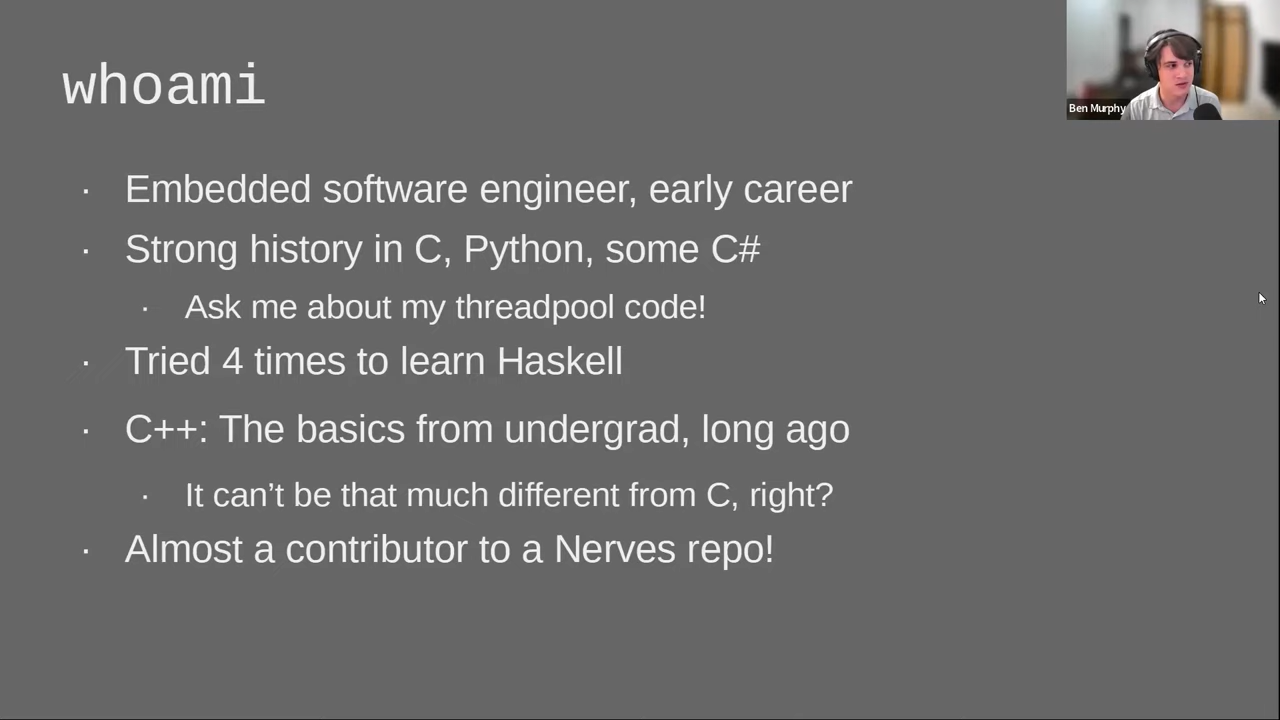 whoami
Ben Murphy
· Embedded software engineer, early career
· Strong history in C, Python, some C#
· Ask me about my threadpool code!
· Tried 4 times to learn Haskell
· C++: The basics from undergrad, long ago
· It can’t be that much different from C, right?
· Almost a contributor to a Nerves repo!